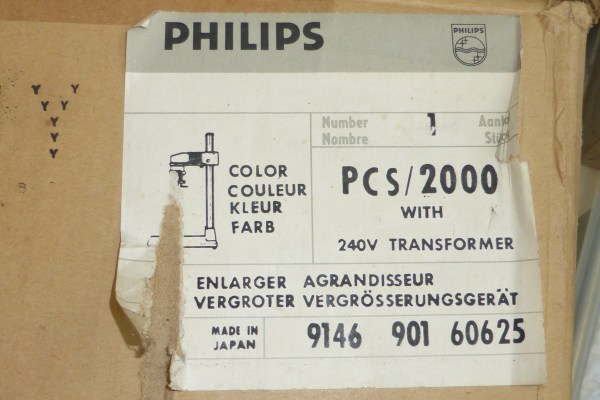 PHILIPS
PHILIPS
Number 1
Nombre
COLOR
COULEUR
KLEUR
FARB
PCS/2000
WITH
240V TRANSFORMER
ENLARGER AGRANDISSEUR
VERGROTER VERGRÖSSERUNGSGERÄT
MADE IN
JAPAN
9146 901 60625
Y Y
Y Y
Y
Y
Y